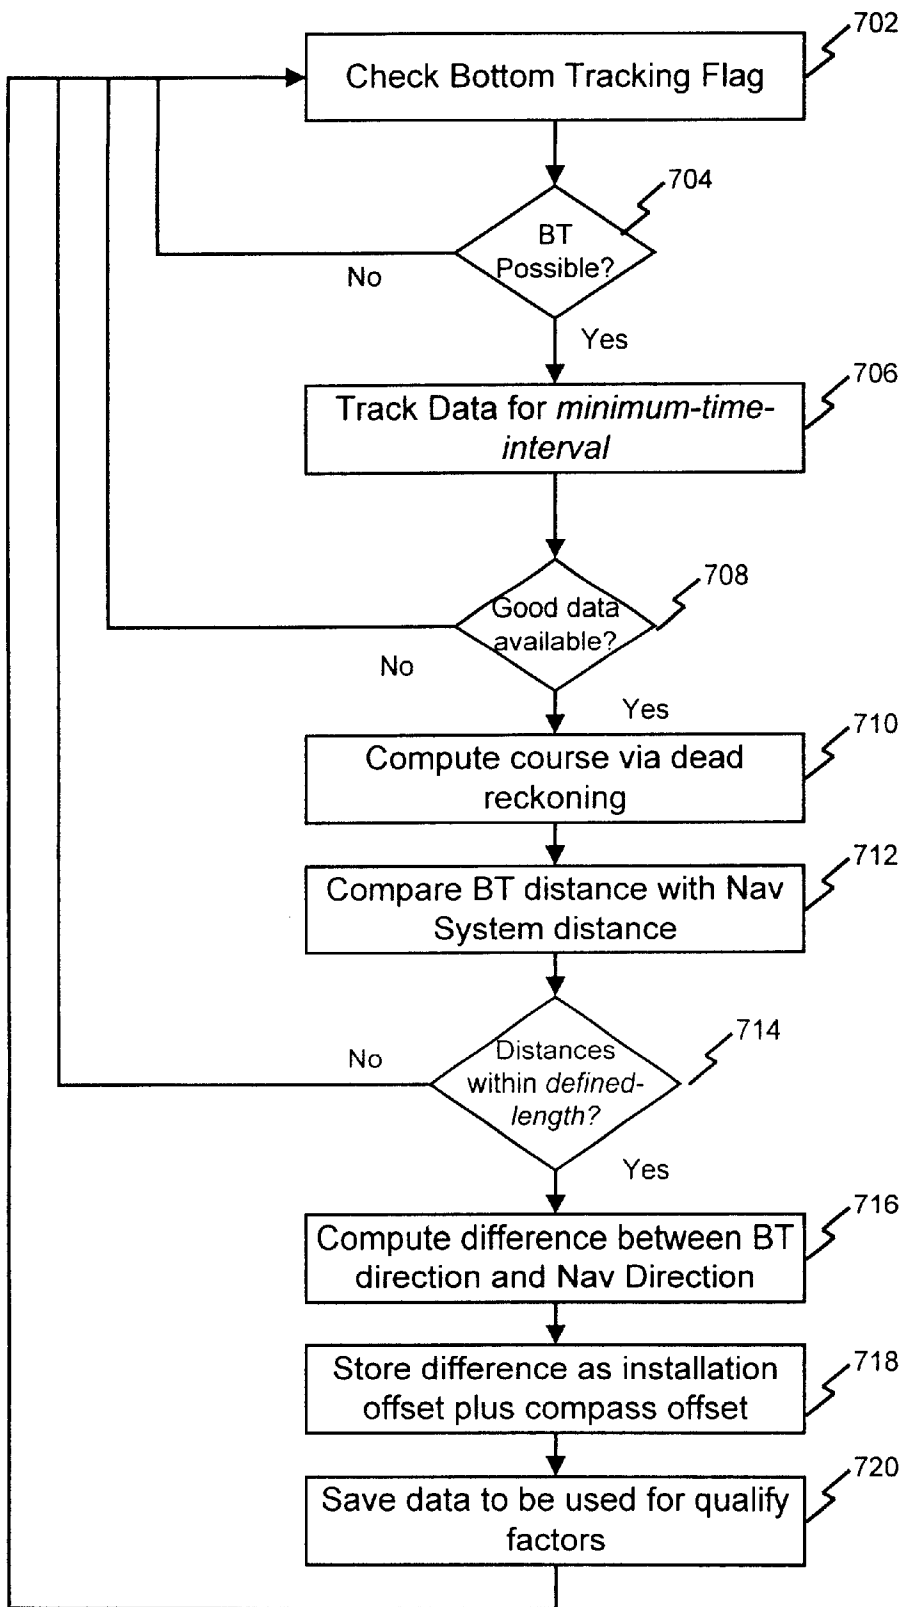 702
Check Bottom Tracking Flag
704
BT
Possible?
No
Yes
706
Track Data for minimum-time-
interval
708
Good data
available?
No
Yes
710
Compute course via dead
reckoning
712
Compare BT distance with Nav
System distance
714
No
Distances
within defined-
length?
Yes
716
Compute difference between BT
direction and Nav Direction
718
Store difference as installation
offset plus compass offset
720
Save data to be used for qualify
factors